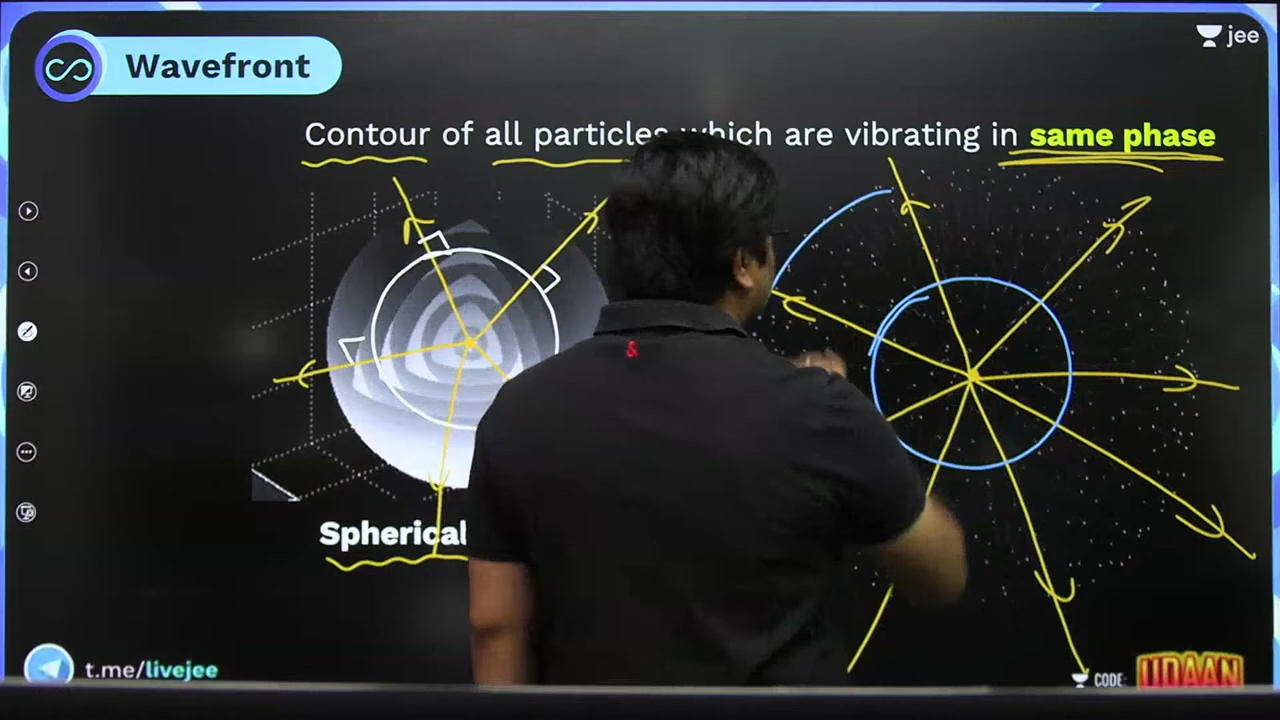 Wavefront
jee
Contour of all particles which are vibrating in same phase
Spherical
t.me/livejee
CODE: UDAAN